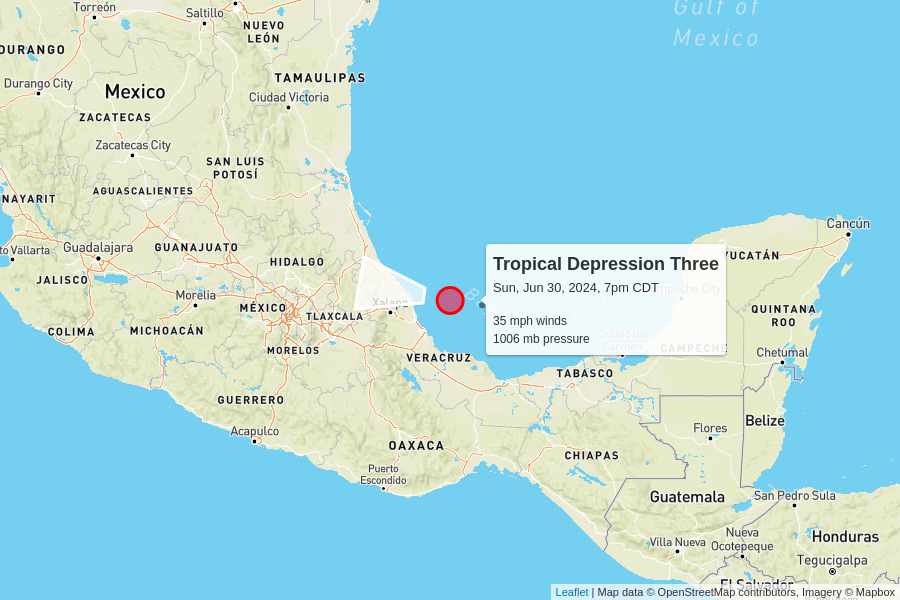 Torreón
Saltillo
Gulf of
Mexico
NUEVO
LEÓN
DURANGO
TAMAULIPAS
Durango City
Mexico
Ciudad Victoria
ZACATECAS
Zacatecas City
SAN LUIS
POTOSÍ
AGUASCALIENTES
NAYARIT
Cancún
to Vallarta
Guadalajara
GUANAJUATO
YUCATÁN
HIDALGO
Tropical Depression Three
JALISCO
Sun, Jun 30, 2024, 7pm CDT
mpeche City
Morelia
MÉXICO
Xalapa
B
QUINTANA
ROO
TLAXCALA
35 mph winds
COLIMA
MICHOACÁN
1006 mb pressure
Ciudad del
Carmen
MORELOS
VERACRUZ
CAMPECHE
Chetumal
TABASCO
GUERRERO
Belize
Acapulco
Flores
OAXACA
CHIAPAS
Puerto
Escondido
Guatemala
San Pedro Sula
Nueva
Ocotepeque
Honduras
Villa Nueva
Tegucigalpa
El Salvador
Leaflet | Map data © OpenStreetMap contributors, Imagery © Mapbox